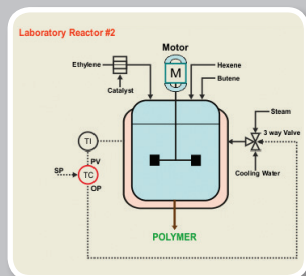 Laboratory Reactor #2
Motor
Ethylene
Hexene
M
Butene
Catalyst
Steam
TI
3 way Valve
PV
SP
TC
Cooling Water
OP
POLYMER